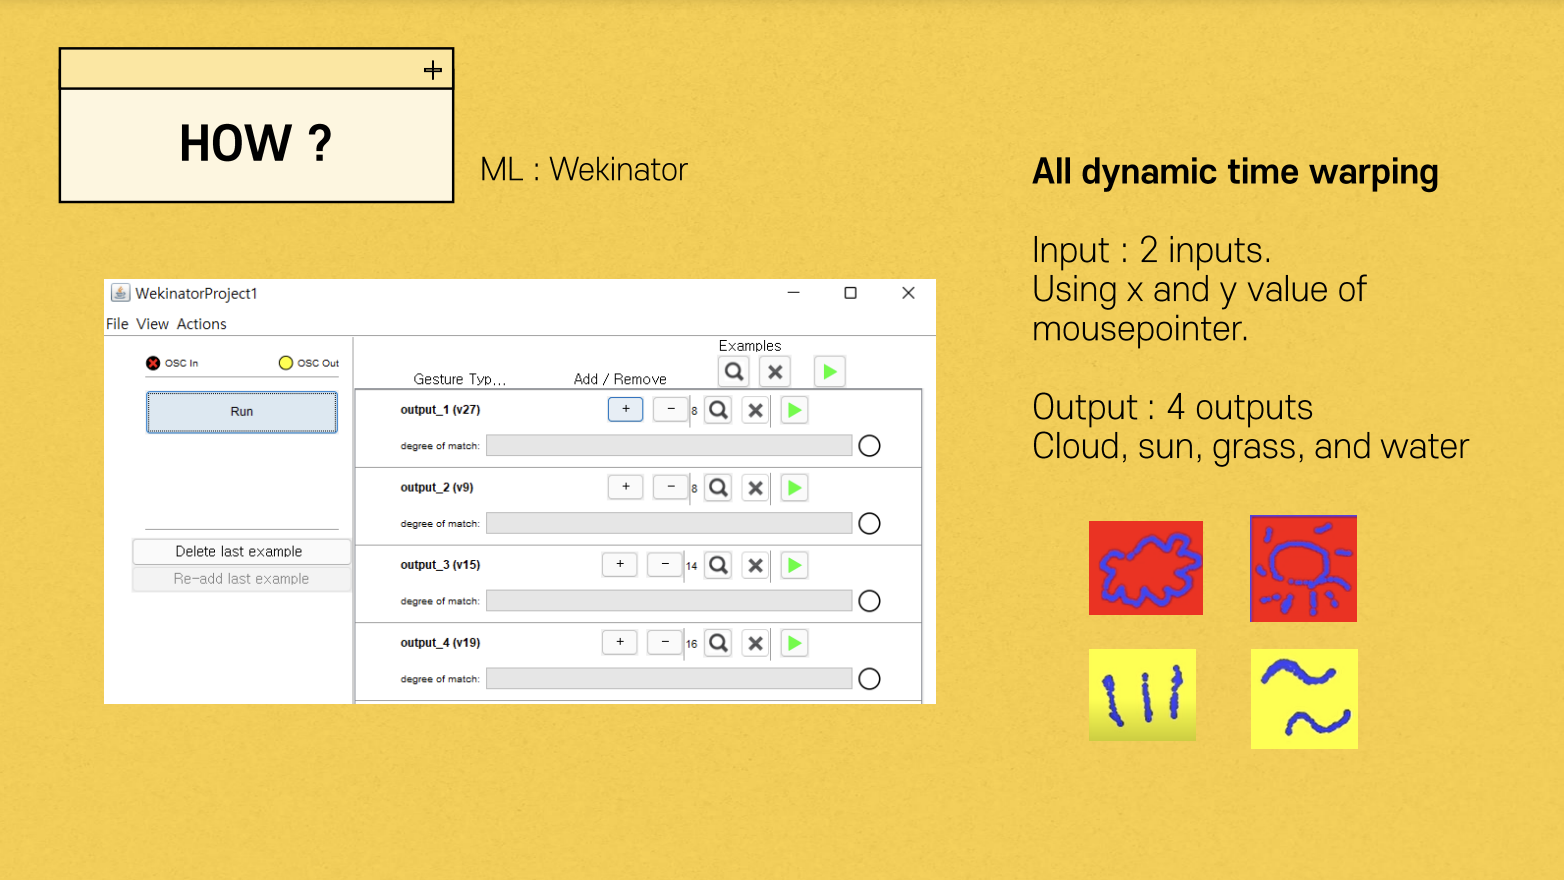 HOW ?
ML : Wekinator
WekinatorProject1
File View Actions
OSC In
OSC Out
Run
Delete last example
Re-add last example
Examples
Gesture Typ...
Add / Remove
output_1 (v27)
+
−
8
degree of match:
output_2 (v9)
+
−
8
degree of match:
output_3 (v15)
+
−
14
degree of match:
output_4 (v19)
+
−
16
degree of match:
All dynamic time warping
Input : 2 inputs.
Using x and y value of
mousepointer.
Output : 4 outputs
Cloud, sun, grass, and water